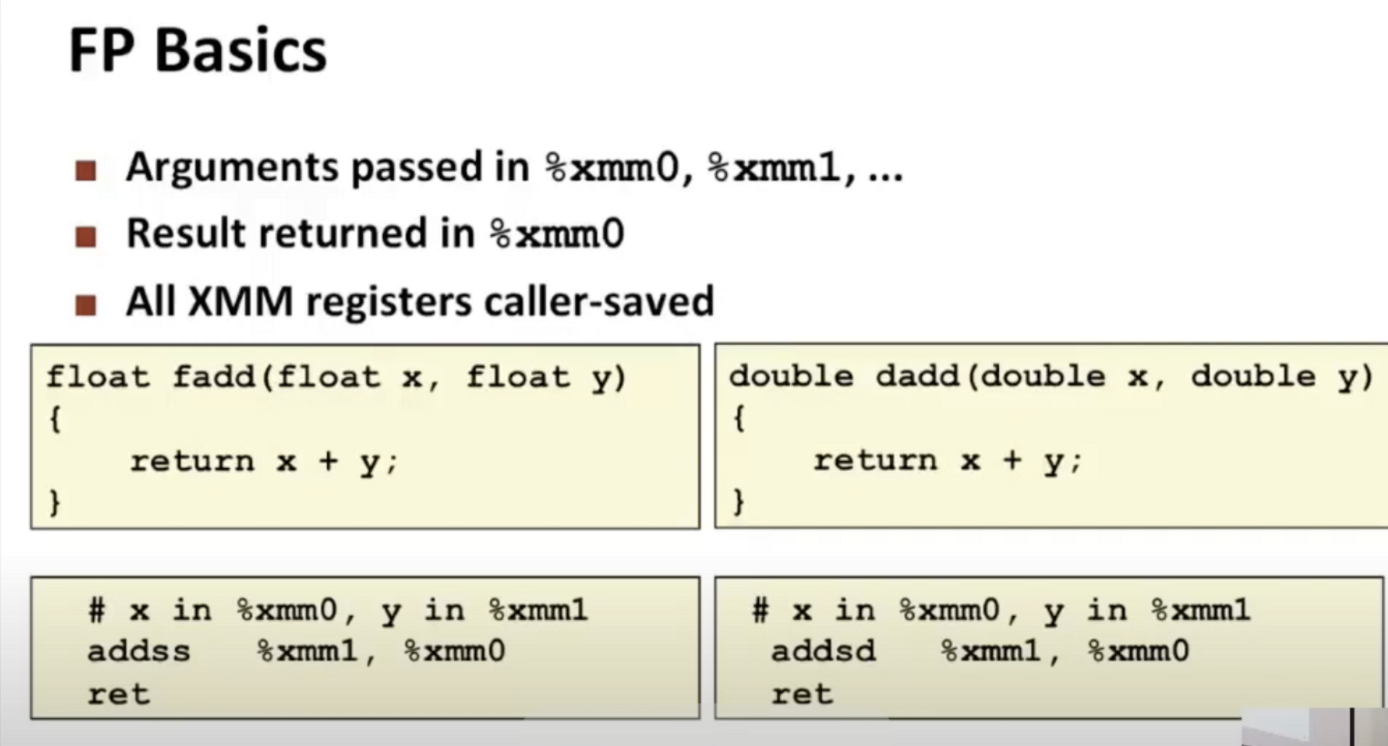 FP Basics
Arguments passed in %xmm0, %xmm1, ...
Result returned in %xmm0
All XMM registers caller-saved
float fadd(float x, float y)
{
    return x + y;
}
double dadd(double x, double y)
{
    return x + y;
}
# x in %xmm0, y in %xmm1
addss   %xmm1, %xmm0
ret
# x in %xmm0, y in %xmm1
addsd   %xmm1, %xmm0
ret